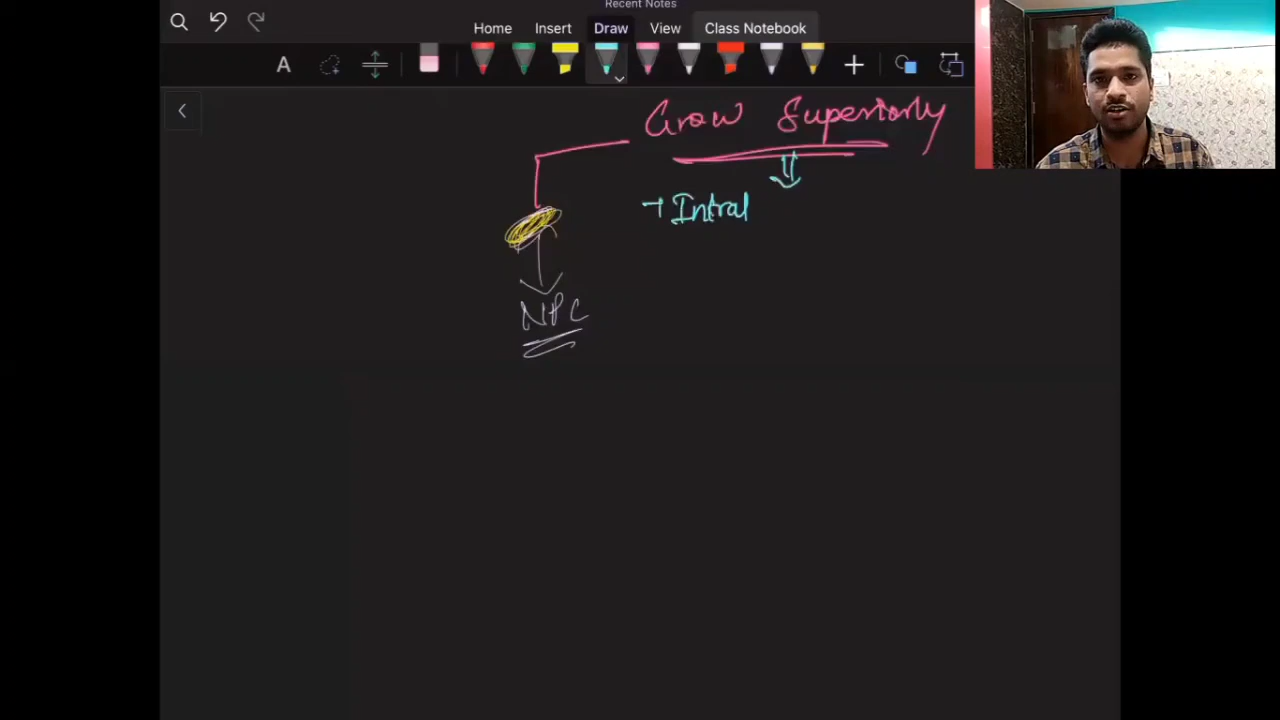 Recent Notes
Home Insert Draw View Class Notebook
A
Grow Superiorly
→ Intral
NPC